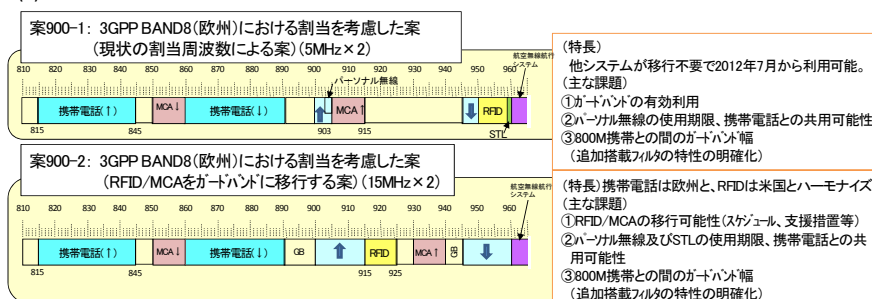 案900-1: 3GPP BAND8(欧州)における割当を考慮した案
(現状の割当周波数による案)(5MHz×2)
航空無線航行
システム
810 820 830 840 850 860 870 880 890 900 910 920 930 940 950 960
パーソナル無線
携帯電話(↑) MCA↓ 携帯電話(↓) MCA↑ RFID
815 845 903 915 STL
(特長)
他システムが移行不要で2012年7月から利用可能。
(主な課題)
①ガードバンドの有効利用
②パーソナル無線の使用期限、携帯電話との共用可能性
③800M携帯との間のガードバンド幅
(追加搭載フィルタの特性の明確化)
案900-2: 3GPP BAND8(欧州)における割当を考慮した案
(RFID/MCAをガードバンドに移行する案)(15MHz×2)
航空無線航行
システム
810 820 830 840 850 860 870 880 890 900 910 920 930 940 950 960
携帯電話(↑) MCA↓ 携帯電話(↓) GB RFID MCA↑ GB
815 845 915 925
(特長)携帯電話は欧州と、RFIDは米国とハーモナイズ
(主な課題)
①RFID/MCAの移行可能性(スケジュール、支援措置等)
②パーソナル無線及びSTLの使用期限、携帯電話との共
用可能性
③800M携帯との間のガードバンド幅
(追加搭載フィルタの特性の明確化)